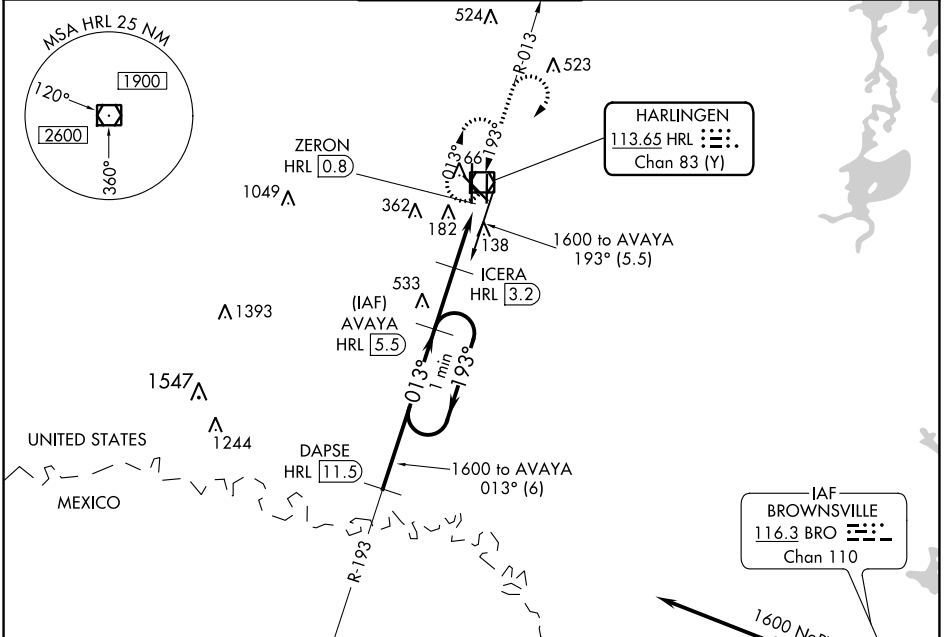 MSA HRL 25 NM
1900
120°
2600
360°
524
R-013
523
HARLINGEN
113.65 HRL
Chan 83 (Y)
ZERON
HRL 0.8
013°
193°
66
1049
362
182
138
1600 to AVAYA
193° (5.5)
ICERA
HRL 3.2
533
(IAF)
AVAYA
HRL 5.5
1393
013°
1 min
193°
1547
1244
UNITED STATES
MEXICO
DAPSE
HRL 11.5
1600 to AVAYA
013° (6)
R-193
IAF
BROWNSVILLE
116.3 BRO
Chan 110
1600